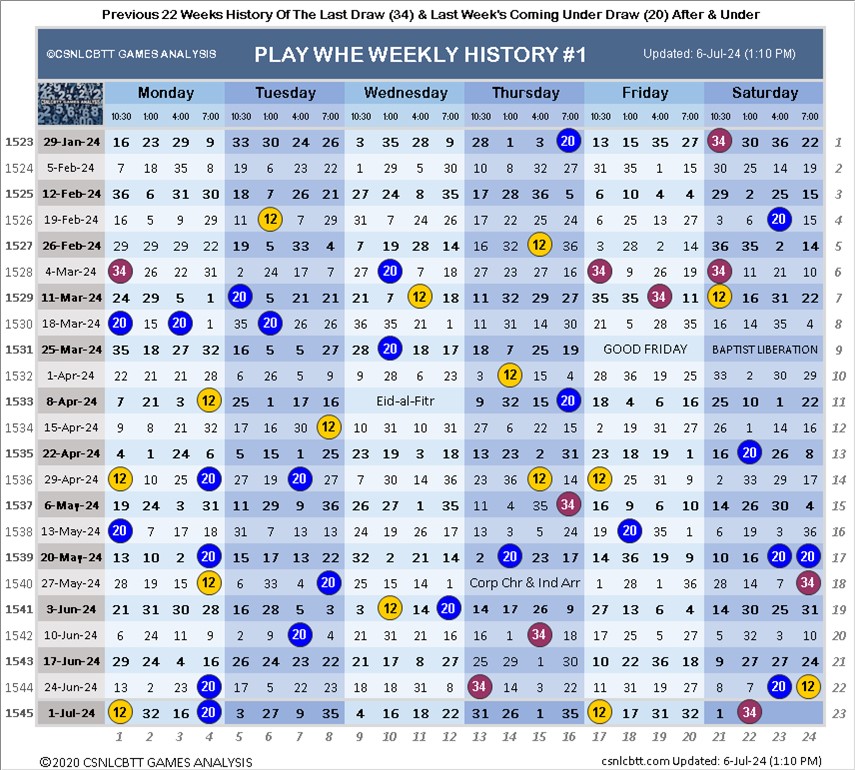 Previous 22 Weeks History Of The Last Draw (34) & Last Week's Coming Under Draw (20) After & Under
©CSNLCBTT GAMES ANALYSIS PLAY WHE WEEKLY HISTORY #1 Updated: 6-Jul-24 (1:10 PM)
Monday Tuesday Wednesday Thursday Friday Saturday
CSNLCBTT GAMES ANALYSIS 10:30 1:00 4:00 7:00 10:30 1:00 4:00 7:00 10:30 1:00 4:00 7:00 10:30 1:00 4:00 7:00 10:30 1:00 4:00 7:00 10:30 1:00 4:00 7:00
1523 29-Jan-24 16 23 29 9 33 30 24 26 3 35 28 9 28 1 3 20 13 15 35 27 34 30 36 22 1
1524 5-Feb-24 7 18 35 8 19 6 23 22 1 29 5 30 10 8 32 27 31 35 1 15 30 25 14 19 2
1525 12-Feb-24 36 6 31 30 18 7 26 21 27 24 8 35 17 28 36 5 6 10 4 4 29 2 25 15 3
1526 19-Feb-24 16 5 9 29 11 12 7 29 31 7 24 26 17 22 25 24 6 25 13 27 3 6 20 15 4
1527 26-Feb-24 29 29 29 22 19 5 33 4 7 19 28 14 16 32 12 36 3 28 2 14 36 35 2 14 5
1528 4-Mar-24 34 26 22 31 2 24 17 7 27 20 7 18 27 23 27 16 34 9 26 19 34 11 21 10 6
1529 11-Mar-24 24 29 5 1 20 5 21 21 21 7 12 18 11 32 29 27 35 35 34 11 12 16 31 22 7
1530 18-Mar-24 20 15 3 1 35 20 26 26 36 35 21 1 11 31 14 30 21 5 28 35 16 14 35 4 8
1531 25-Mar-24 35 18 27 32 16 5 5 27 28 20 18 17 18 7 25 19 GOOD FRIDAY BAPTIST LIBERATION 9
1532 1-Apr-24 22 21 21 28 6 26 5 9 9 6 22 23 3 12 15 4 28 36 19 25 33 2 30 29 10
1533 8-Apr-24 7 21 3 12 25 1 17 16 Eid-al-Fitr 9 32 15 20 18 4 6 16 25 10 1 22 11
1534 15-Apr-24 9 8 21 32 17 16 30 12 10 31 10 31 27 6 22 15 2 19 31 27 26 1 14 16 12
1535 22-Apr-24 4 1 24 6 5 15 1 25 23 19 3 18 13 23 2 31 23 18 19 1 16 20 26 8 13
1536 29-Apr-24 12 10 3 20 27 19 20 27 7 30 14 16 24 25 12 14 12 31 21 9 2 33 29 17 14
1537 6-May-24 19 24 3 31 11 29 9 36 26 27 1 35 11 4 35 34 16 9 6 10 14 26 30 4 15
1538 13-May-24 20 7 17 18 31 7 13 13 24 19 26 17 13 3 5 24 18 20 35 1 6 19 3 36 16
1539 20-May-24 13 10 2 20 15 17 13 22 32 2 21 14 2 20 23 17 14 36 19 9 10 16 20 20 17
1540 27-May-24 28 19 15 12 6 33 4 20 25 15 14 1 Corp Chr & Ind Arr 1 28 1 36 28 14 7 34 18
1541 3-Jun-24 21 31 30 28 16 28 5 3 3 12 14 20 14 17 26 9 27 13 6 4 14 30 25 31 19
1542 10-Jun-24 6 24 11 9 2 9 20 4 21 31 21 16 16 1 34 18 17 25 5 27 5 32 3 10 20
1543 17-Jun-24 29 24 4 16 26 24 23 22 21 17 8 27 25 29 1 30 10 22 36 18 9 27 27 24 21
1544 24-Jun-24 13 2 23 20 17 5 22 23 18 18 31 8 34 14 3 22 11 31 19 27 8 7 20 12 22
1545 1-Jul-24 12 32 16 20 3 27 9 35 4 16 18 22 31 26 1 35 12 17 31 32 1 34 23
1 2 3 4 5 6 7 8 9 10 11 12 13 14 15 16 17 18 19 20 21 22 23 24
©2020 CSNLCBTT GAMES ANALYSIS csnlcbtt.com Updated: 6-Jul-24 (1:10 PM)